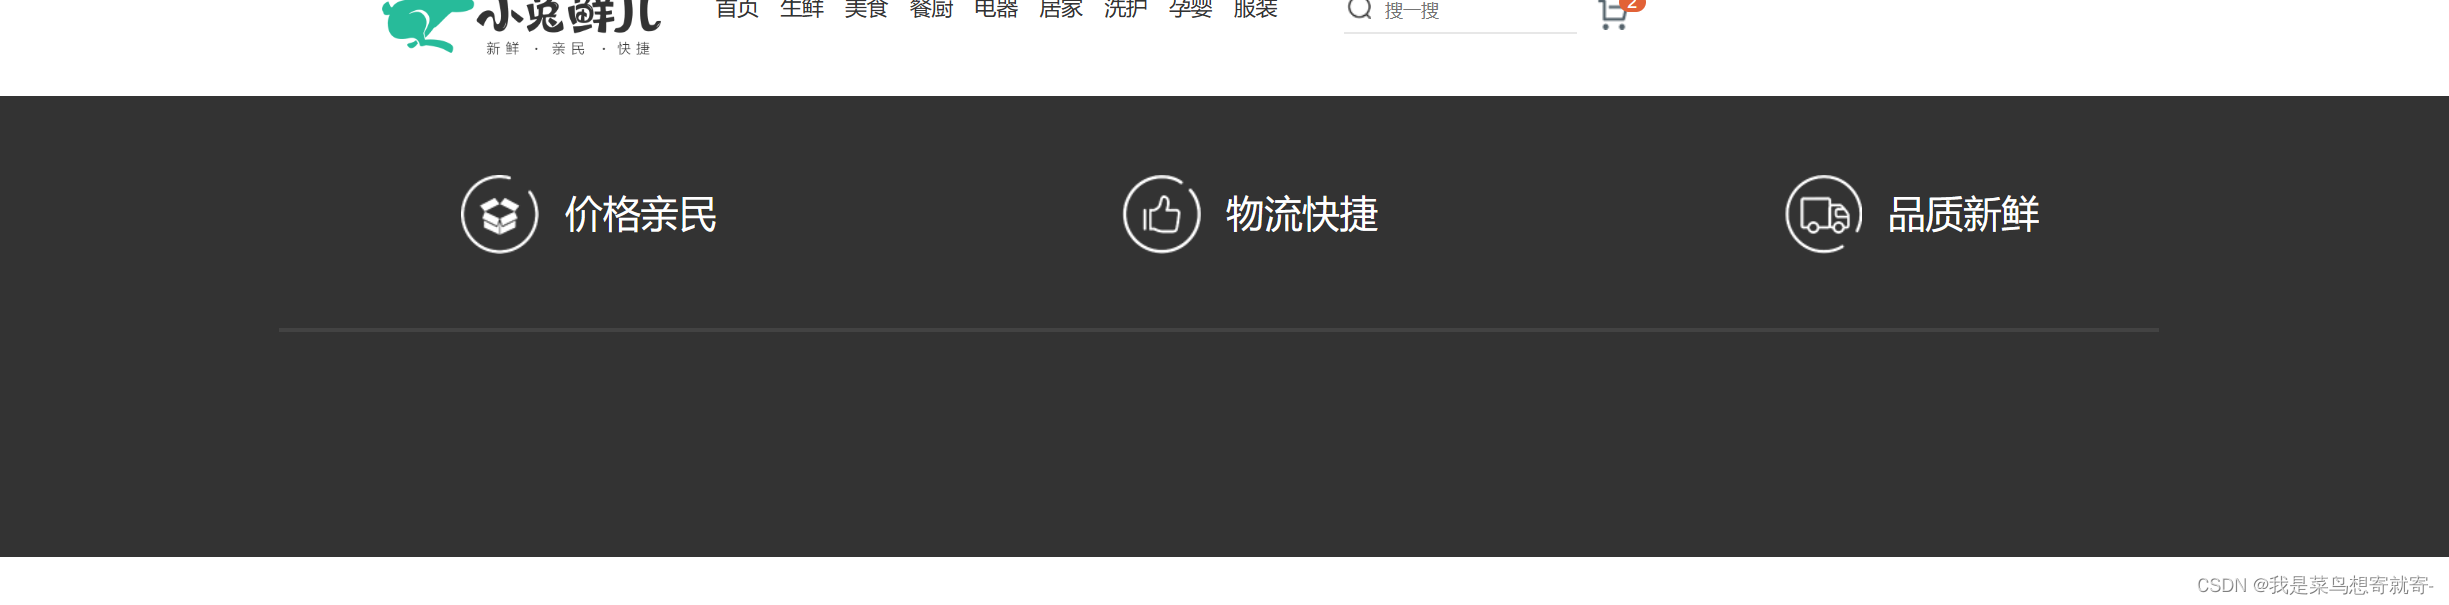 小兔鲜儿
首页 生鲜 美食 餐厨 电器 居家 洗护 孕婴 服装 搜一搜 2
新鲜 · 亲民 · 快捷
价格亲民 物流快捷 品质新鲜
CSDN @我是菜鸟想寄就寄-